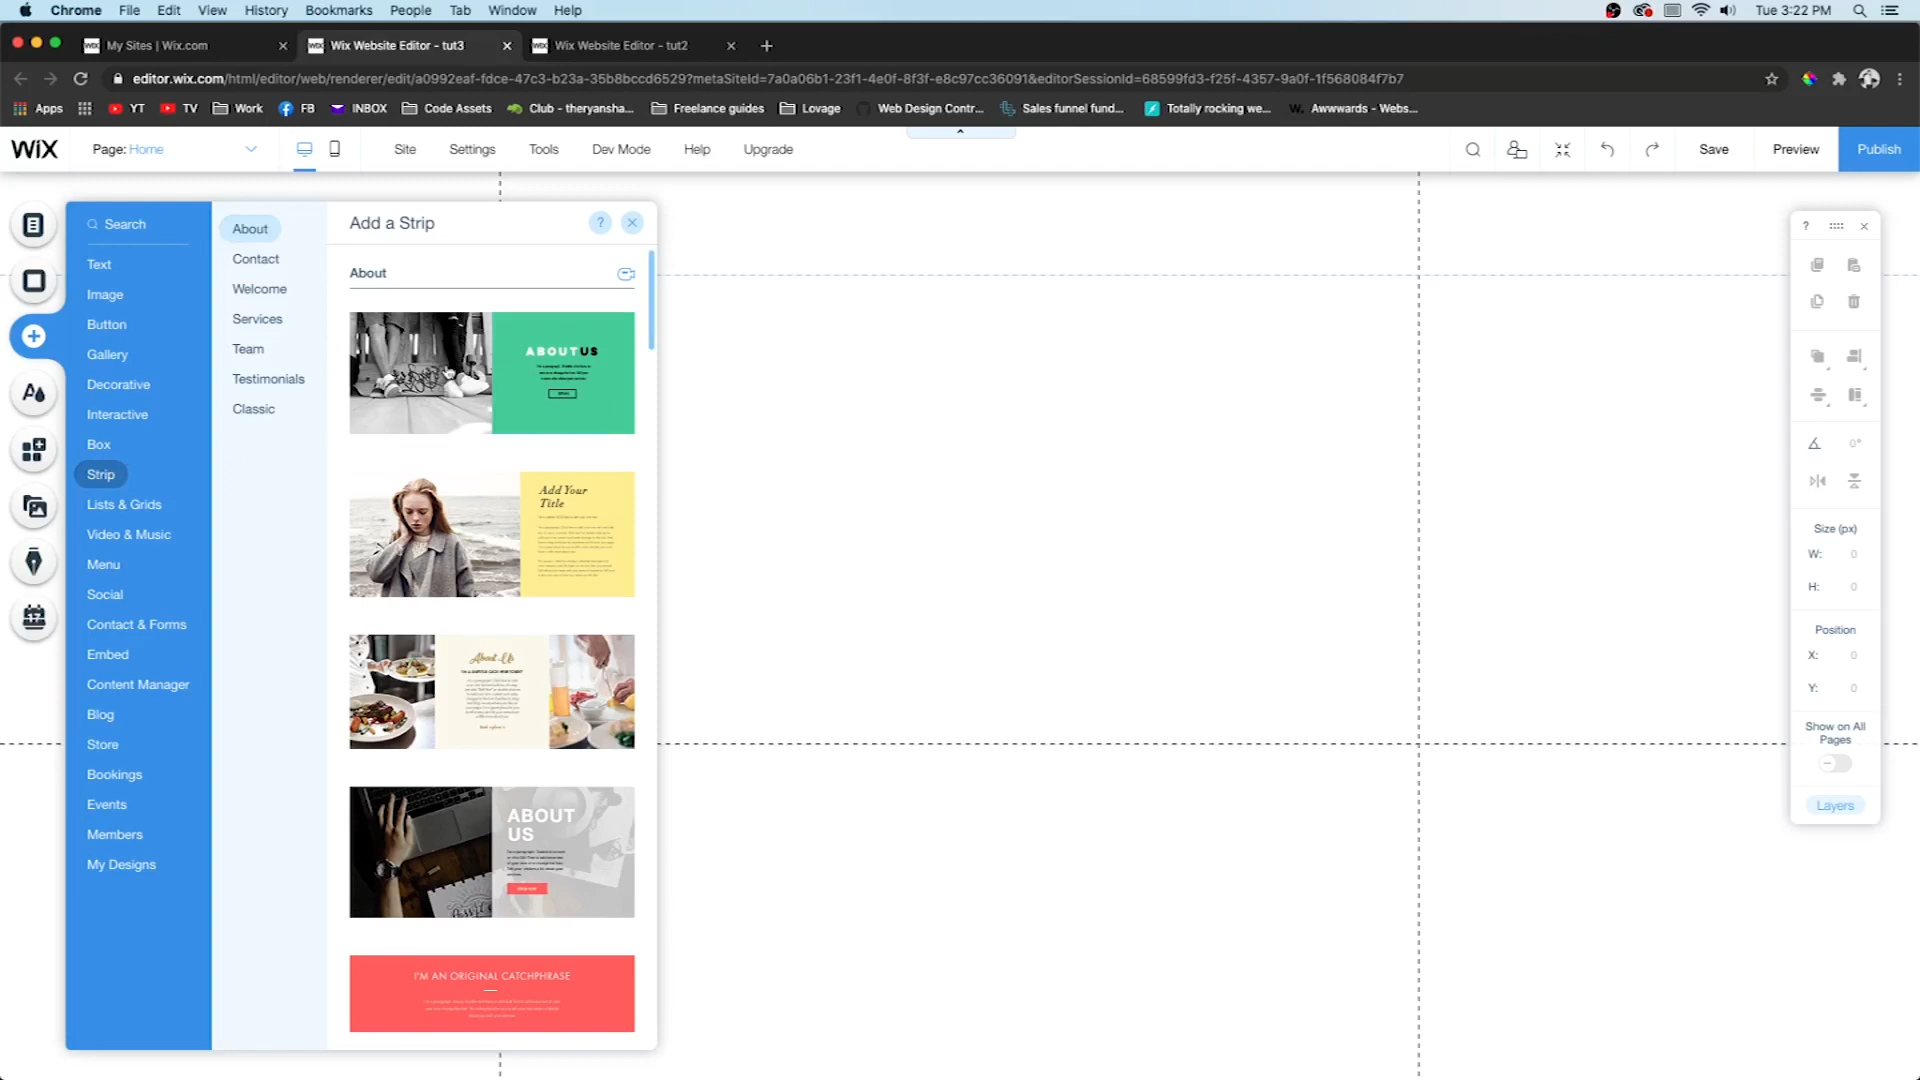 Chrome File Edit View History Bookmarks People Tab Window Help Tue 3:22 PM
My Sites | Wix.com Wix Website Editor - tut3 Wix Website Editor - tut2
editor.wix.com/html/editor/web/renderer/edit/a0992eaf-fdce-47c3-b23a-35b8bccd6529?metaSiteId=7a0a06b1-23f1-4e0f-8f3f-e8c97cc36091&editorSessionId=68599fd3-f25f-4357-9a0f-1f568084f7b7
Apps YT TV Work FB INBOX Code Assets Club - theryansha... Freelance guides Lovage Web Design Contr... Sales funnel fund... Totally rocking we... Awwwards - Webs...
WiX Page: Home Site Settings Tools Dev Mode Help Upgrade Save Preview Publish
Search
Text
Image
Button
Gallery
Decorative
Interactive
Box
Strip
Lists & Grids
Video & Music
Menu
Social
Contact & Forms
Embed
Content Manager
Blog
Store
Bookings
Events
Members
My Designs
About
Contact
Welcome
Services
Team
Testimonials
Classic
Add a Strip
?
About
ABOUTUS
Add Your
Title
About Us
ABOUT
US
I'M AN ORIGINAL CATCHPHRASE
?
0°
Size (px)
W: 0
H: 0
Position
X: 0
Y: 0
Show on All
Pages
Layers